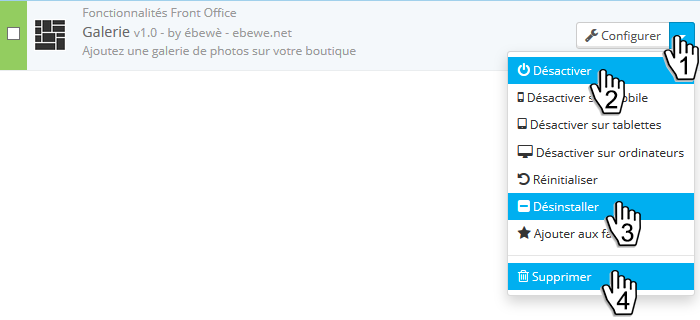 Fonctionnalités Front Office
Galerie v1.0 - by ébewè - ebewe.net
Ajoutez une galerie de photos sur votre boutique
Configurer
1
Désactiver
2
Désactiver s obile
Désactiver sur tablettes
Désactiver sur ordinateurs
Réinitialiser
Désinstaller
3
Ajouter aux fa
Supprimer
4